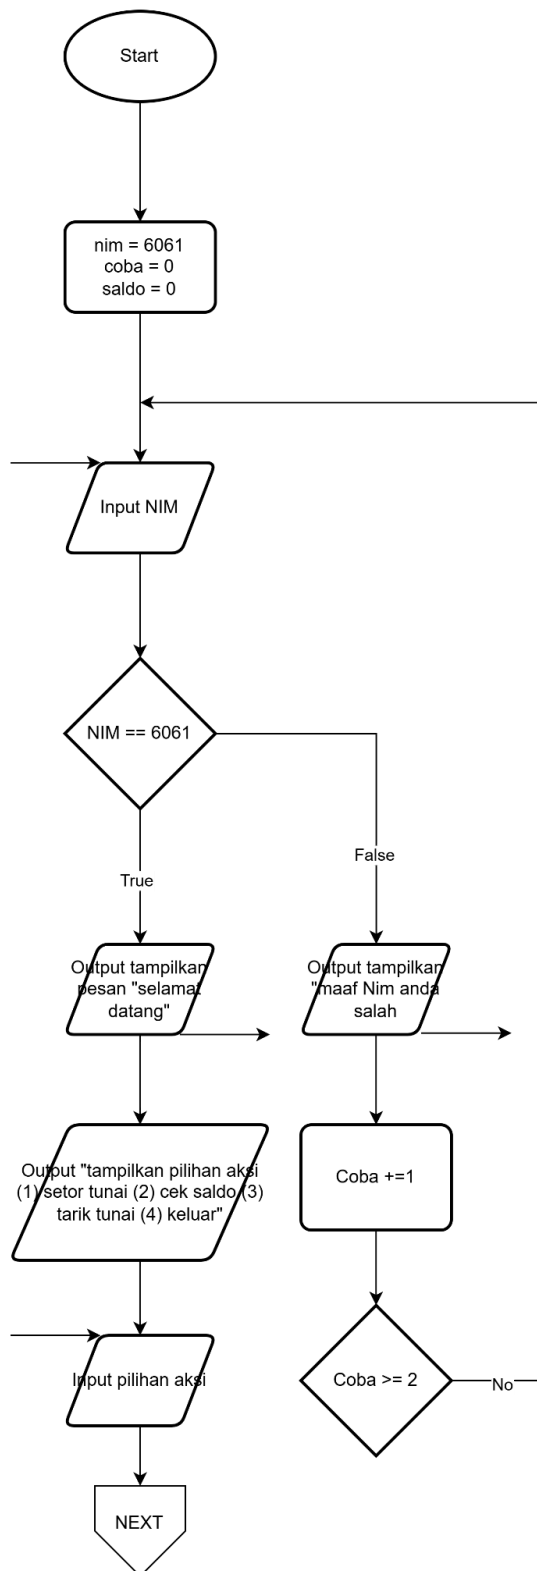 Start
nim = 6061
coba = 0
saldo = 0
Input NIM
NIM == 6061
True
False
Output tampilkan
pesan "selamat
datang"
Output tampilkan
"maaf Nim anda
salah
Output "tampilkan pilihan aksi
(1) setor tunai (2) cek saldo (3)
tarik tunai (4) keluar"
Coba +=1
Input pilihan aksi
Coba >= 2
No
NEXT